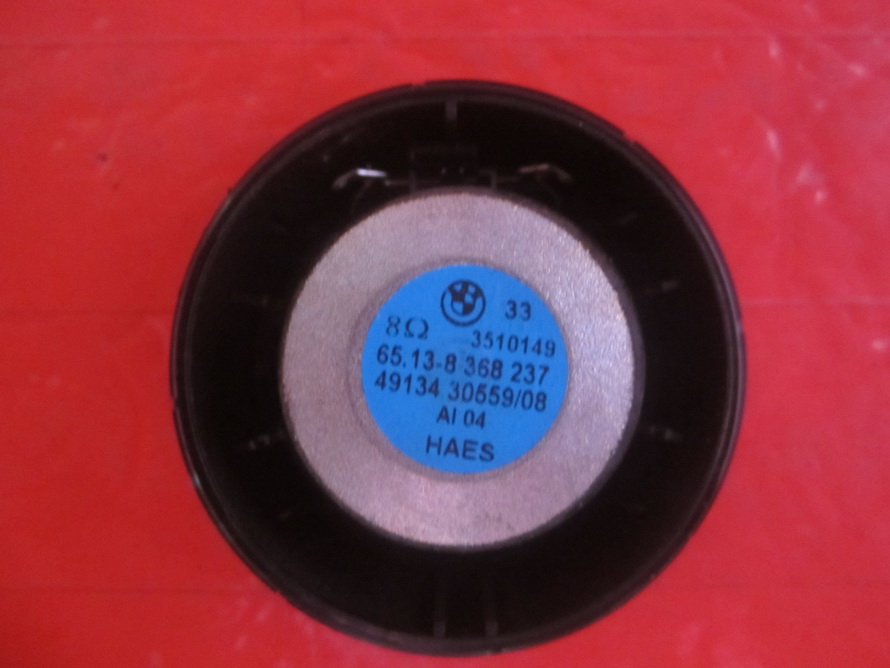 33
8Ω 3510149
65.13-8 368 237
49134 30559/08
AI 04
HAES